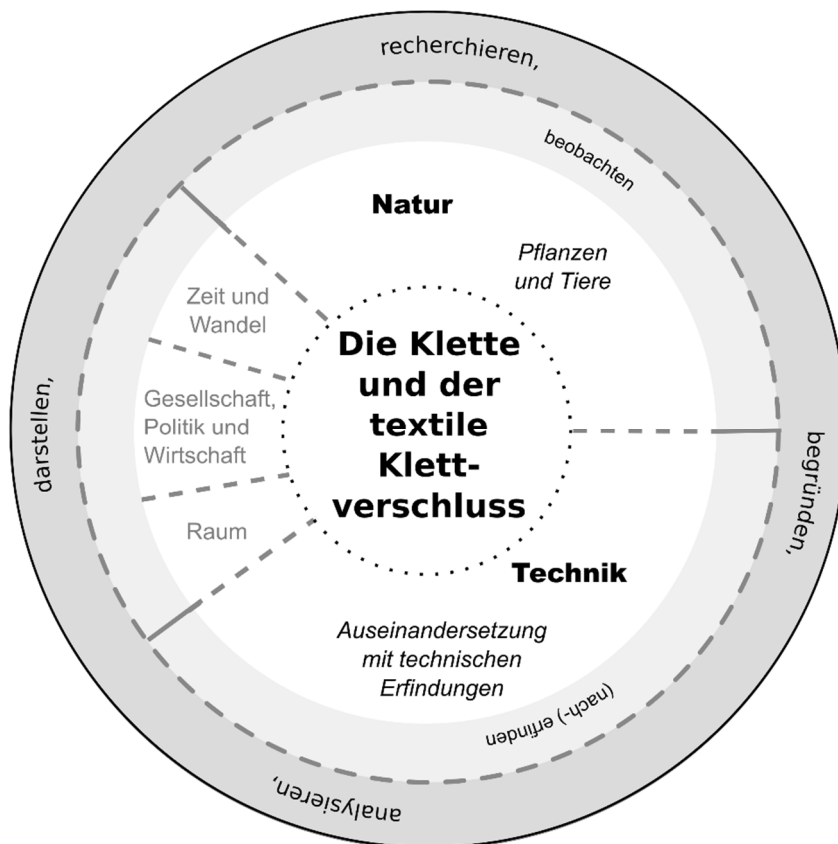 recherchieren,
beobachten
Natur
Pflanzen
und Tiere
Zeit und
Wandel
Gesellschaft,
Politik und
Wirtschaft
Raum
Die Klette
und der
textile
Klett-
verschluss
darstellen,
begründen,
Technik
Auseinandersetzung
mit technischen
Erfindungen
(nach-) erfinden
analysieren,